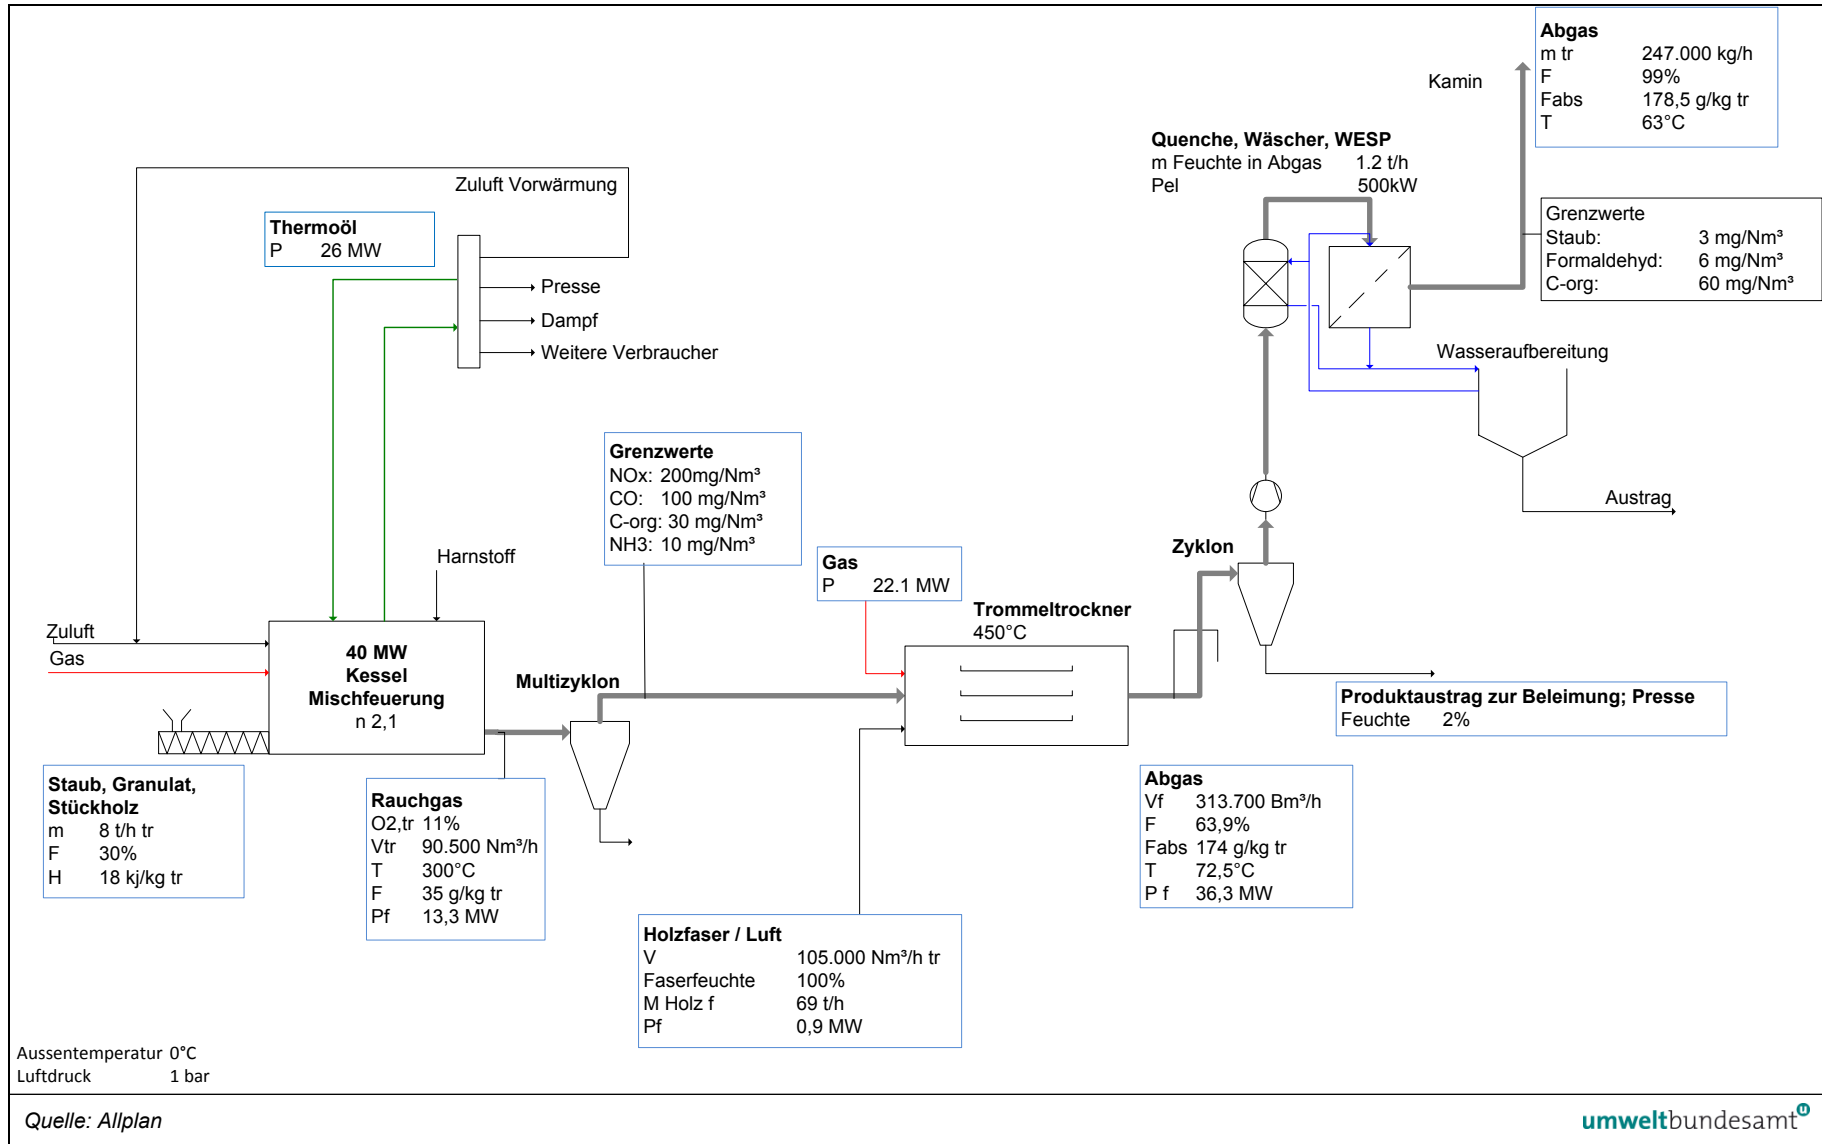 Abgas
m tr 247.000 kg/h
F 99%
Fabs 178,5 g/kg tr
T 63°C
Kamin
Quenche, Wäscher, WESP
m Feuchte in Abgas 1.2 t/h
Pel 500kW
Zuluft Vorwärmung
Thermoöl
P 26 MW
Grenzwerte
Staub: 3 mg/Nm³
Formaldehyd: 6 mg/Nm³
C-org: 60 mg/Nm³
Presse
Dampf
Weitere Verbraucher
Wasseraufbereitung
Grenzwerte
NOx: 200mg/Nm³
CO: 100 mg/Nm³
C-org: 30 mg/Nm³
NH3: 10 mg/Nm³
Austrag
Harnstoff
Zyklon
Gas
P 22.1 MW
Trommeltrockner
450°C
Zuluft
Gas
40 MW
Kessel
Mischfeuerung
n 2,1
Multizyklon
Produktaustrag zur Beleimung; Presse
Feuchte 2%
Staub, Granulat,
Stückholz
m 8 t/h tr
F 30%
H 18 kj/kg tr
Rauchgas
O2,tr 11%
Vtr 90.500 Nm³/h
T 300°C
F 35 g/kg tr
Pf 13,3 MW
Abgas
Vf 313.700 Bm³/h
F 63,9%
Fabs 174 g/kg tr
T 72,5°C
P f 36,3 MW
Holzfaser / Luft
V 105.000 Nm³/h tr
Faserfeuchte 100%
M Holz f 69 t/h
Pf 0,9 MW
Aussentemperatur 0°C
Luftdruck 1 bar
Quelle: Allplan
umweltbundesamt u